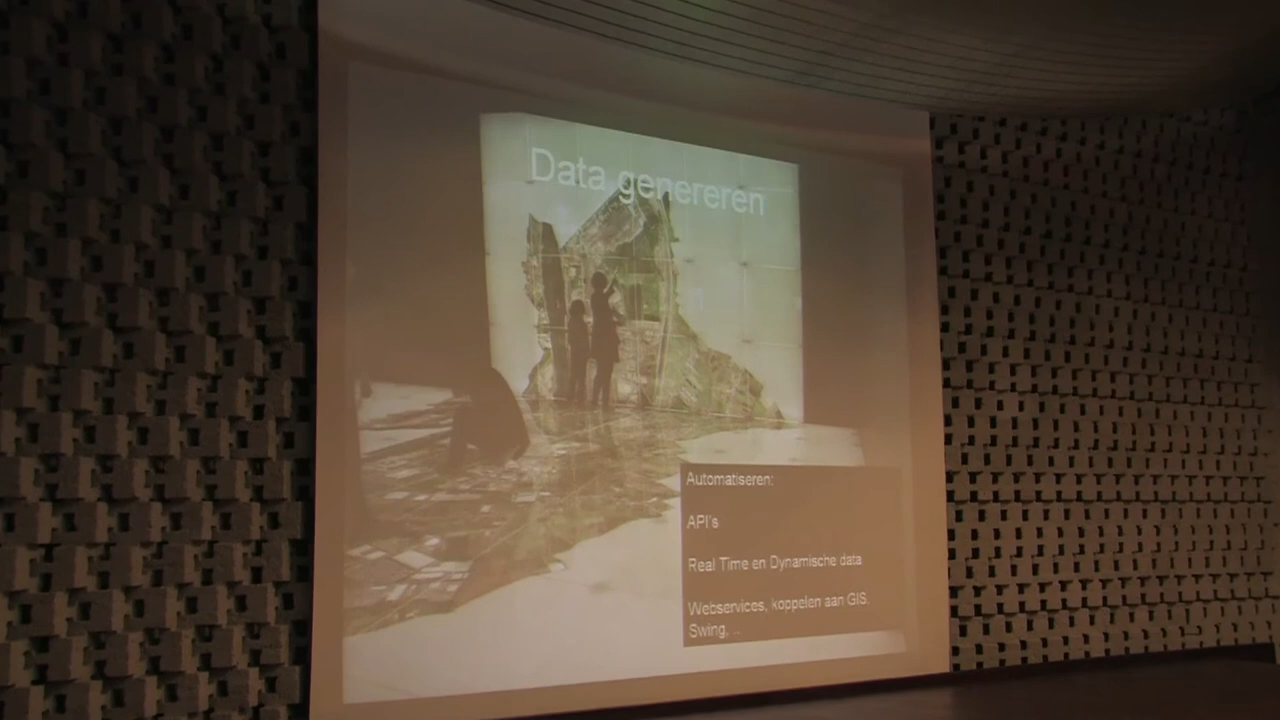 Data genereren
Automatiseren:
API's
Real Time en Dynamische data
Webservices, koppelen aan GIS.
Swing, ..